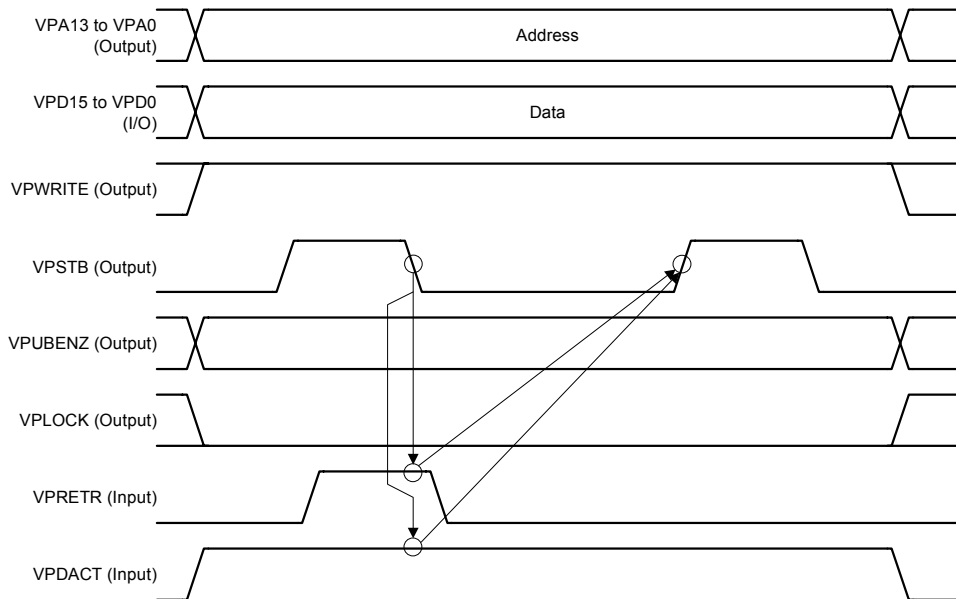 VPA13 to VPA0
(Output)
Address
VPD15 to VPD0
(I/O)
Data
VPWRITE (Output)
VPSTB (Output)
VPUBENZ (Output)
VPLOCK (Output)
VPRETR (Input)
VPDACT (Input)